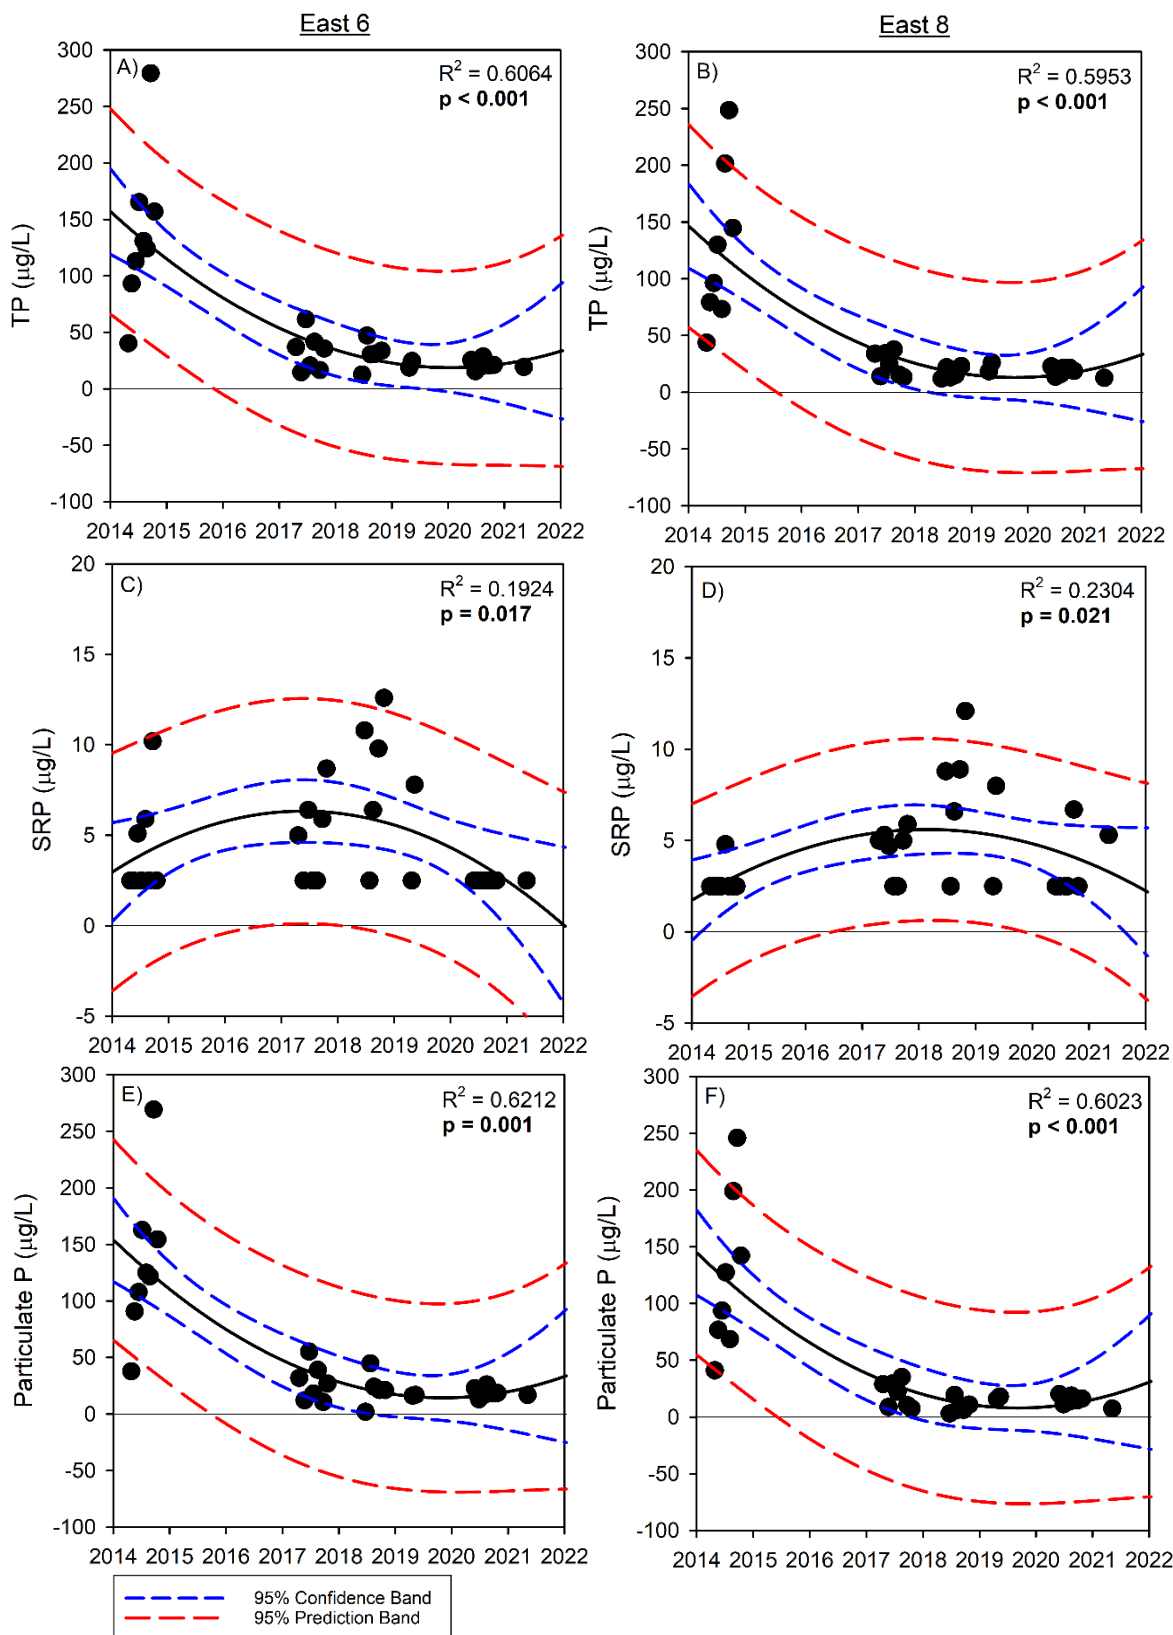 East 6
East 8
A)
R² = 0.6064
p < 0.001
300
250
200
150
100
50
0
-50
-100
TP (μg/L)
2014 2015 2016 2017 2018 2019 2020 2021 2022
B)
R² = 0.5953
p < 0.001
300
250
200
150
100
50
0
-50
-100
TP (μg/L)
2014 2015 2016 2017 2018 2019 2020 2021 2022
C)
R² = 0.1924
p = 0.017
20
15
10
5
0
-5
SRP (μg/L)
2014 2015 2016 2017 2018 2019 2020 2021 2022
D)
R² = 0.2304
p = 0.021
20
15
10
5
0
-5
SRP (μg/L)
2014 2015 2016 2017 2018 2019 2020 2021 2022
E)
R² = 0.6212
p = 0.001
300
250
200
150
100
50
0
-50
-100
Particulate P (μg/L)
2014 2015 2016 2017 2018 2019 2020 2021 2022
F)
R² = 0.6023
p < 0.001
300
250
200
150
100
50
0
-50
-100
Particulate P (μg/L)
2014 2015 2016 2017 2018 2019 2020 2021 2022
95% Confidence Band
95% Prediction Band